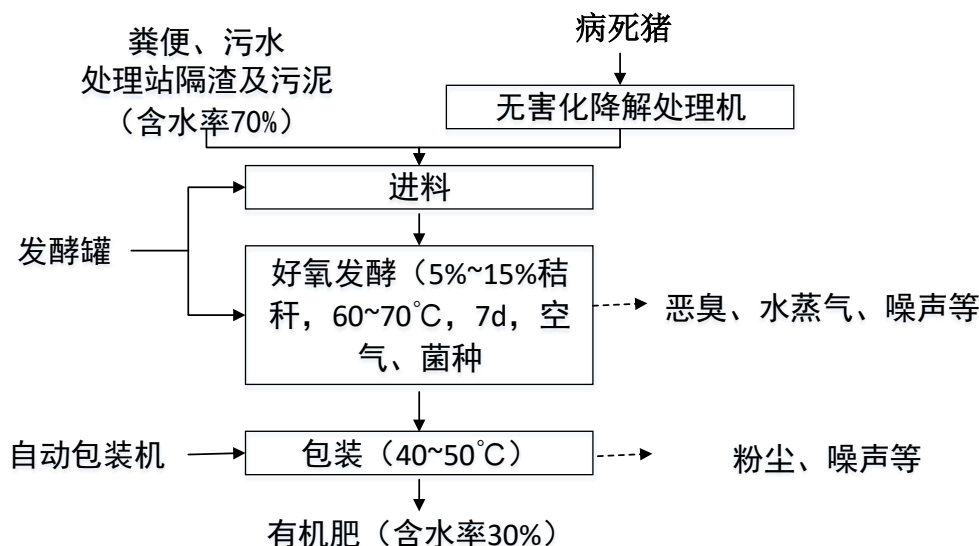 病死猪
粪便、污水
处理站隔渣及污泥
（含水率70%）
无害化降解处理机
进料
发酵罐
好氧发酵（5%~15%秸
秆，60~70℃，7d，空
气、菌种
恶臭、水蒸气、噪声等
自动包装机
包装（40~50℃）
粉尘、噪声等
有机肥（含水率30%）